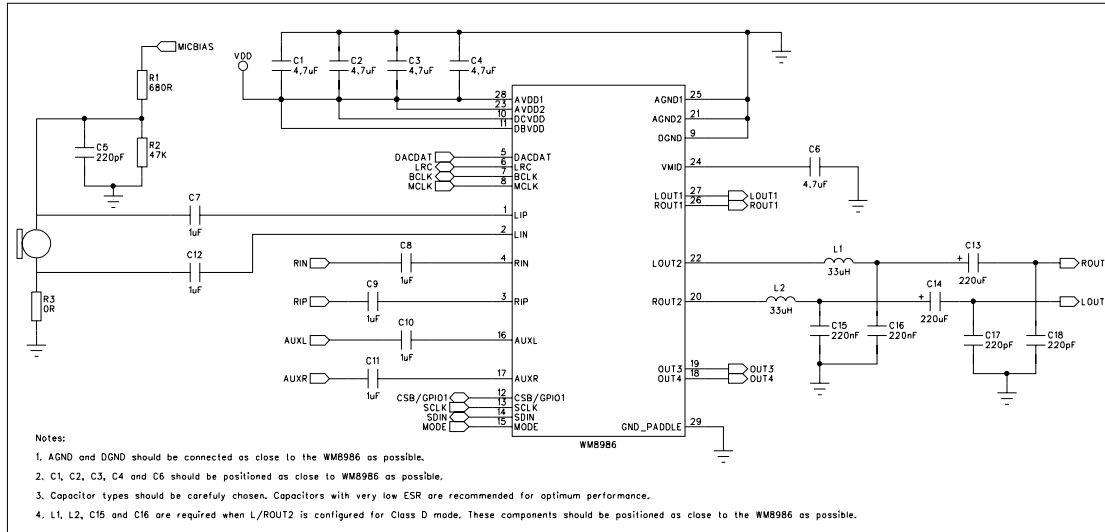 MICBIAS
R1
680R
C5
220pF
R2
47K
VDD
C1
4,7uF
C2
4,7uF
C3
4,7uF
C4
4,7uF
28 AVDD1
23 AVDD2
10 DCVDD
11 DBVDD
DACDAT 5 DACDAT
LRC 6 LRC
BCLK 7 BCLK
MCLK 8 MCLK
C7
1uF
1 LIP
2 LIN
C12
1uF
R3
0R
RIN C8 4 RIN
1uF
RIP C9 3 RIP
1uF
AUXL C10 16 AUXL
1uF
AUXR C11 17 AUXR
1uF
CSB/GPIO1 12 CSB/GPIO1
SCLK 13 SCLK
SDIN 14 SDIN
MODE 15 MODE
AGND1 25
AGND2 21
DGND 9
VMID 24
C6
4,7uF
LOUT1 27 LOUT1
ROUT1 26 ROUT1
LOUT2 22
L1
33uH
+ C13
220uF
ROUT
ROUT2 20
L2
33uH
+ C14
220uF
LOUT
C15
220nF
C16
220nF
C17
220pF
C18
220pF
OUT3 19 OUT3
OUT4 18 OUT4
GND_PADDLE 29
WM8986
Notes:
1. AGND and DGND should be connected as close to the WM8986 as possible.
2. C1, C2, C3, C4 and C6 should be positioned as close to WM8986 as possible.
3. Capacitor types should be carefuly chosen. Capacitors with very low ESR are recommended for optimum performance.
4. L1, L2, C15 and C16 are required when L/ROUT2 is configured for Class D mode. These components should be positioned as close to the WM8986 as possible.